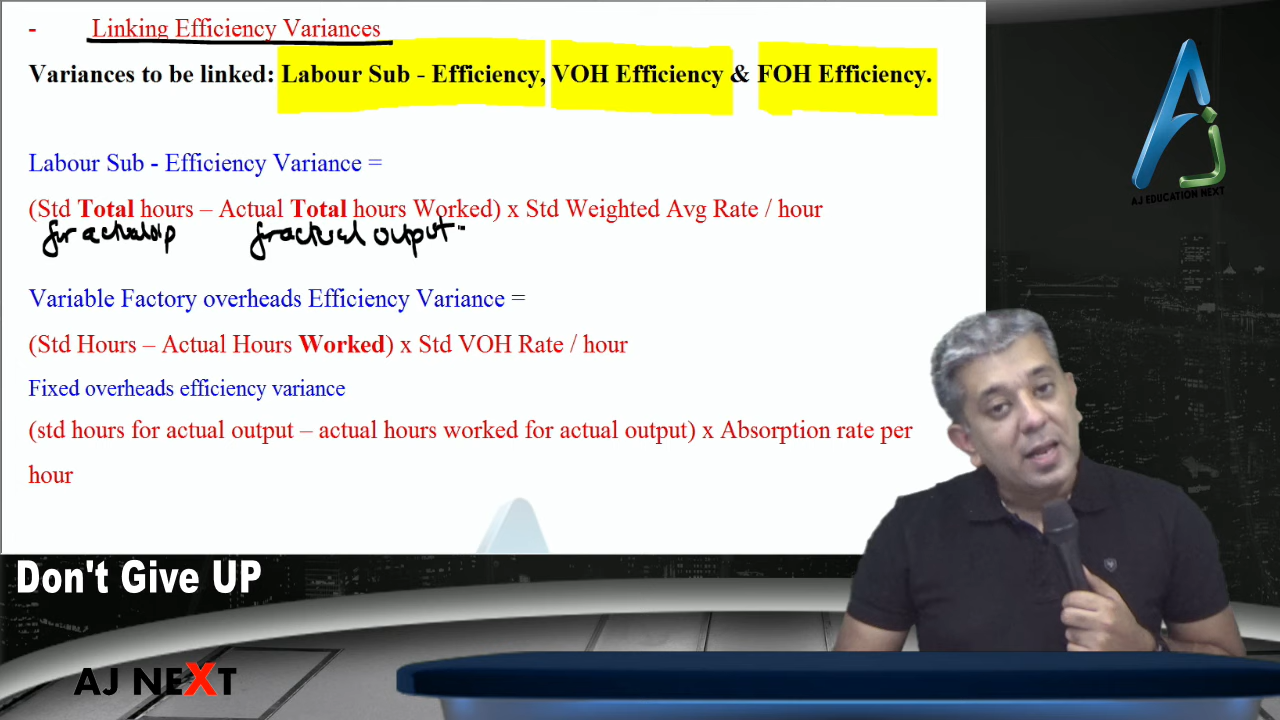 - Linking Efficiency Variances
Variances to be linked: Labour Sub - Efficiency, VOH Efficiency & FOH Efficiency.
Labour Sub - Efficiency Variance =
(Std Total hours – Actual Total hours Worked) x Std Weighted Avg Rate / hour
for actual o/p for actual output
Variable Factory overheads Efficiency Variance =
(Std Hours – Actual Hours Worked) x Std VOH Rate / hour
Fixed overheads efficiency variance
(std hours for actual output – actual hours worked for actual output) x Absorption rate per
hour
AJ EDUCATION NEXT
Don't Give UP
AJ NEXT